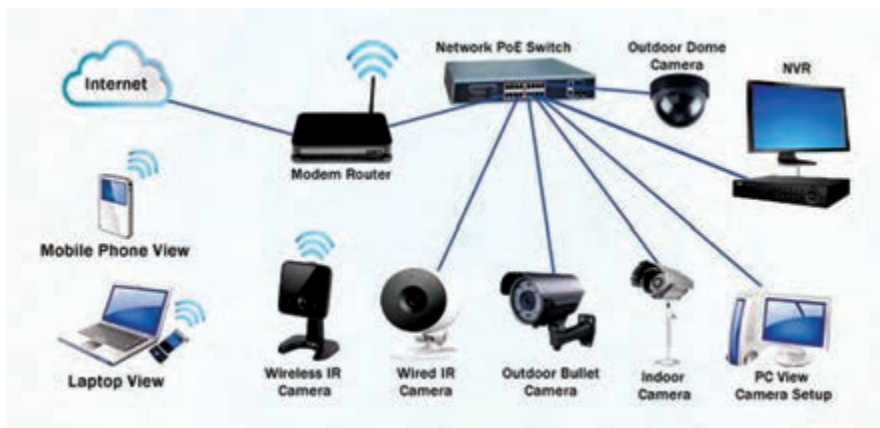 Network PoE Switch
Outdoor Dome
Camera
NVR
Internet
Modem Router
Mobile Phone View
Laptop View
Wireless IR
Camera
Wired IR
Camera
Outdoor Bullet
Camera
Indoor
Camera
PC View
Camera Setup